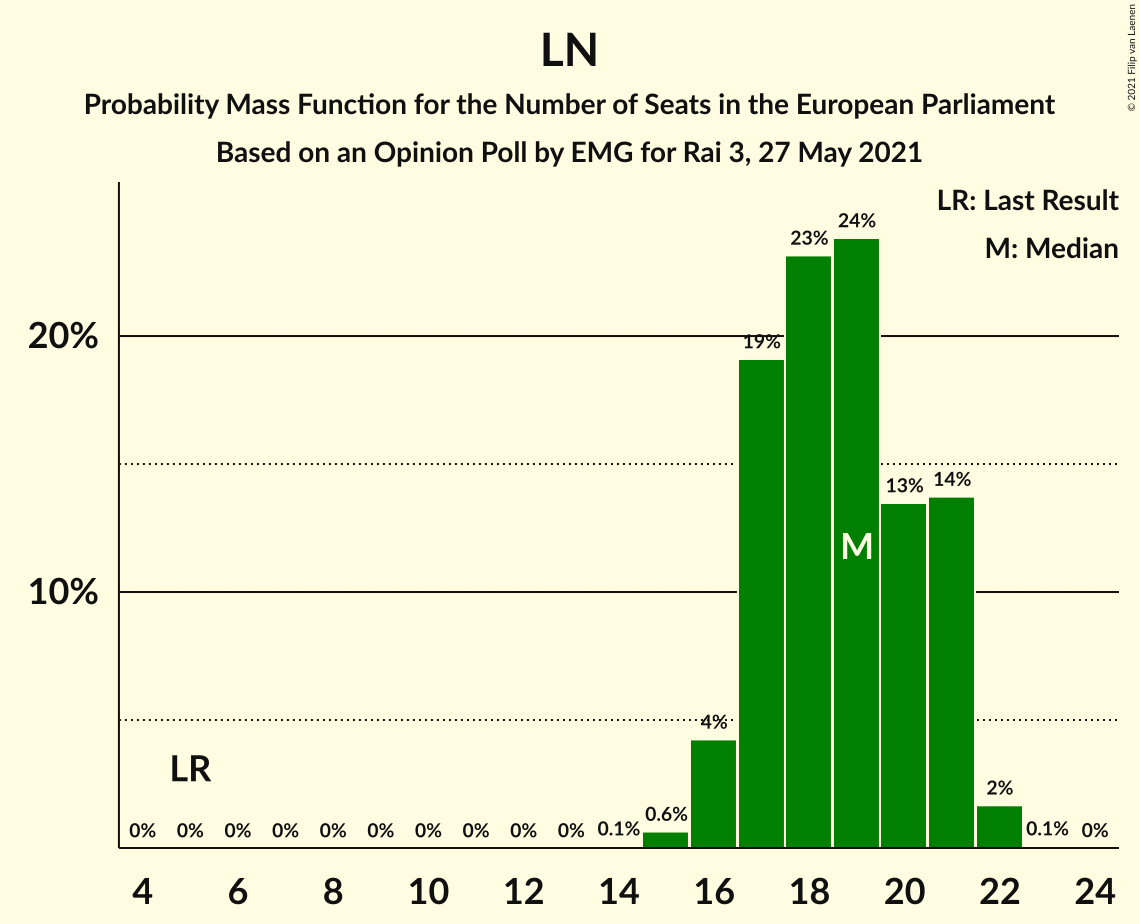 © 2021 Filip van Laenen
LN
Probability Mass Function for the Number of Seats in the European Parliament
Based on an Opinion Poll by EMG for Rai 3, 27 May 2021
LR: Last Result
M: Median
20%
10%
0% 0% 0% 0% 0% 0% 0% 0% 0% 0% 0.1% 0.6% 4% 19% 23% 24% 13% 14% 2% 0.1% 0%
LR
M
4 6 8 10 12 14 16 18 20 22 24